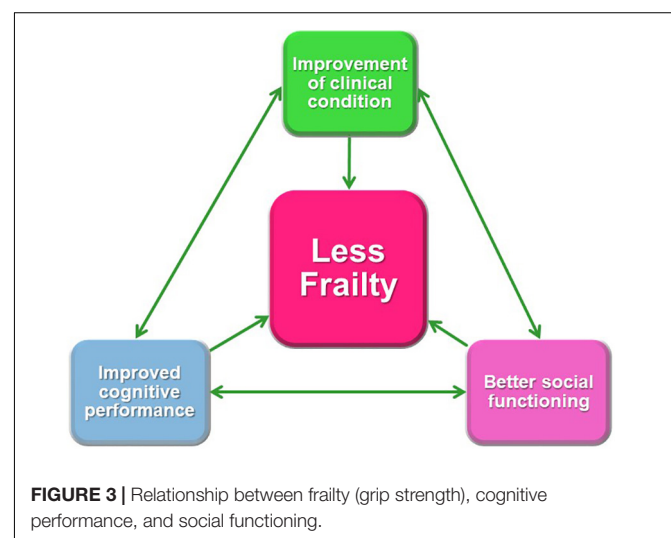 Improvement
of clinical
condition
Less
Frailty
Improved
cognitive
performance
Better social
functioning
FIGURE 3 | Relationship between frailty (grip strength), cognitive
performance, and social functioning.